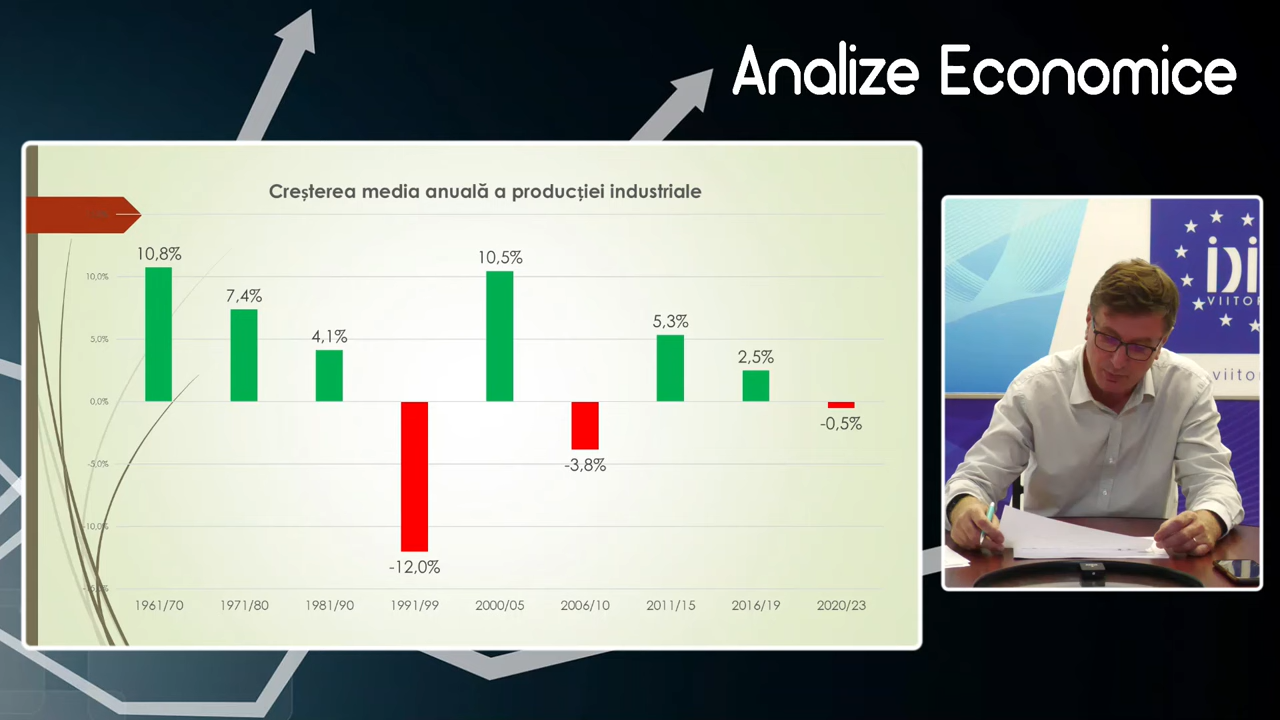 Analize Economice
Creșterea media anuală a producției industriale
10,8%
7,4%
4,1%
-12,0%
10,5%
-3,8%
5,3%
2,5%
-0,5%
10,0%
5,0%
0,0%
-5,0%
-10,0%
1961/70 1971/80 1981/90 1991/99 2000/05 2006/10 2011/15 2016/19 2020/23
VIITOR
viito